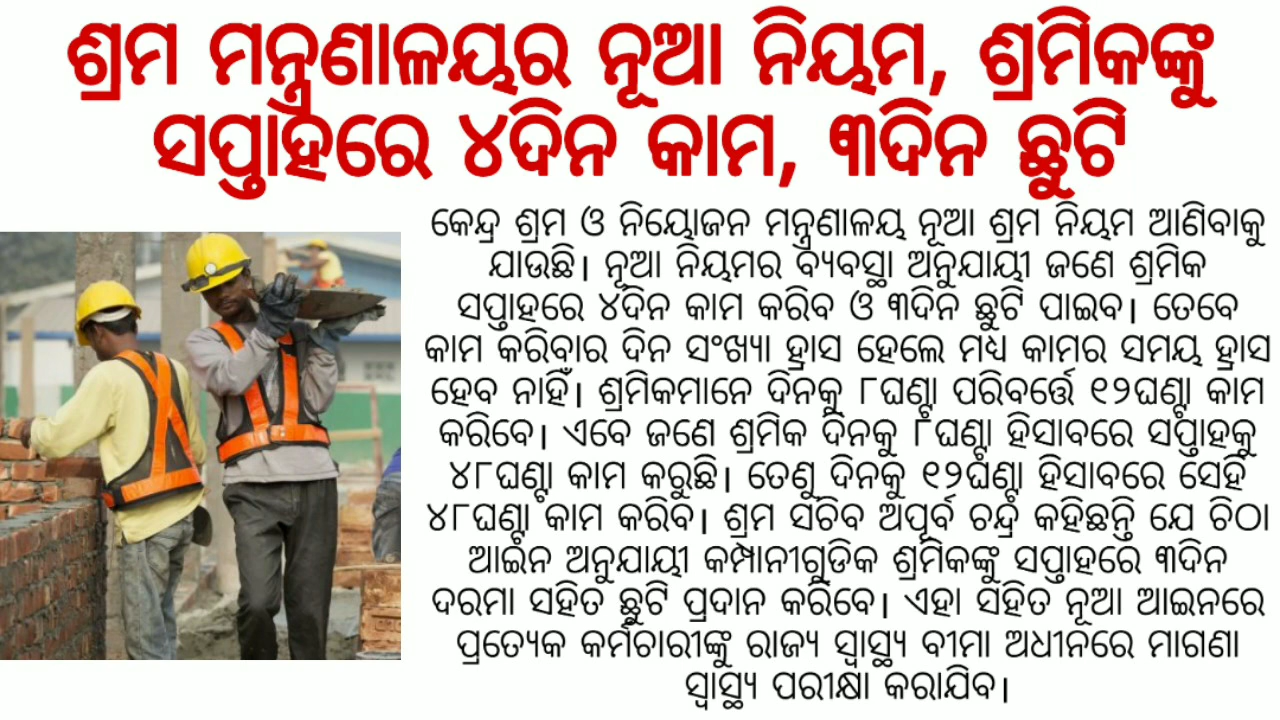 ଶ୍ରମ ମନ୍ତ୍ରଣାଳୟର ନୂଆ ନିୟମ, ଶ୍ରମିକଙ୍କୁ
ସପ୍ତାହରେ ୪ଦିନ କାମ, ୩ଦିନ ଛୁଟି
କେନ୍ଦ୍ର ଶ୍ରମ ଓ ନିୟୋଜନ ମନ୍ତ୍ରଣାଳୟ ନୂଆ ଶ୍ରମ ନିୟମ ଆଣିବାକୁ
ଯାଉଛି। ନୂଆ ନିୟମର ବ୍ୟବସ୍ଥା ଅନୁଯାୟୀ ଜଣେ ଶ୍ରମିକ
ସପ୍ତାହରେ ୪ଦିନ କାମ କରିବ ଓ ୩ଦିନ ଛୁଟି ପାଇବ। ତେବେ
କାମ କରିବାର ଦିନ ସଂଖ୍ୟା ହ୍ରାସ ହେଲେ ମଧ୍ୟ କାମର ସମୟ ହ୍ରାସ
ହେବ ନାହିଁ। ଶ୍ରମିକମାନେ ଦିନକୁ ୮ଘଣ୍ଟା ପରିବର୍ତ୍ତେ ୧୨ଘଣ୍ଟା କାମ
କରିବେ। ଏବେ ଜଣେ ଶ୍ରମିକ ଦିନକୁ ୮ଘଣ୍ଟା ହିସାବରେ ସପ୍ତାହକୁ
୪୮ଘଣ୍ଟା କାମ କରୁଛି। ତେଣୁ ଦିନକୁ ୧୨ଘଣ୍ଟା ହିସାବରେ ସେହି
୪୮ଘଣ୍ଟା କାମ କରିବ। ଶ୍ରମ ସଚିବ ଅପୂର୍ବ ଚନ୍ଦ୍ର କହିଛନ୍ତି ଯେ ଚିଠା
ଆଇନ ଅନୁଯାୟୀ କମ୍ପାନୀଗୁଡିକ ଶ୍ରମିକଙ୍କୁ ସପ୍ତାହରେ ୩ଦିନ
ଦରମା ସହିତ ଛୁଟି ପ୍ରଦାନ କରିବେ। ଏହା ସହିତ ନୂଆ ଆଇନରେ
ପ୍ରତ୍ୟେକ କର୍ମଚାରୀଙ୍କୁ ରାଜ୍ୟ ସ୍ୱାସ୍ଥ୍ୟ ବୀମା ଅଧୀନରେ ମାଗଣା
ସ୍ୱାସ୍ଥ୍ୟ ପରୀକ୍ଷା କରାଯିବ।